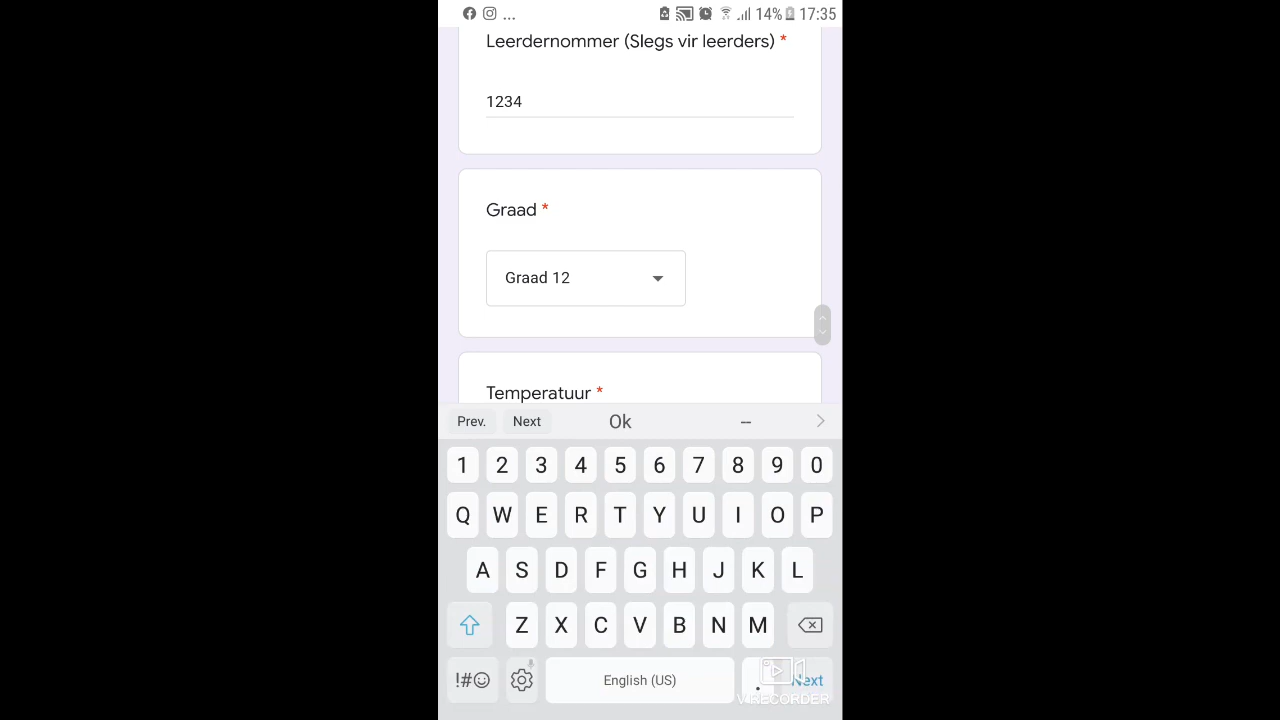 ... 14% 17:35
Leerdernommer (Slegs vir leerders) *
1234
Graad *
Graad 12
Temperatuur *
Prev. Next Ok --
1 2 3 4 5 6 7 8 9 0
Q W E R T Y U I O P
A S D F G H J K L
Z X C V B N M
!#☺ English (US) . Next
V RECORDER